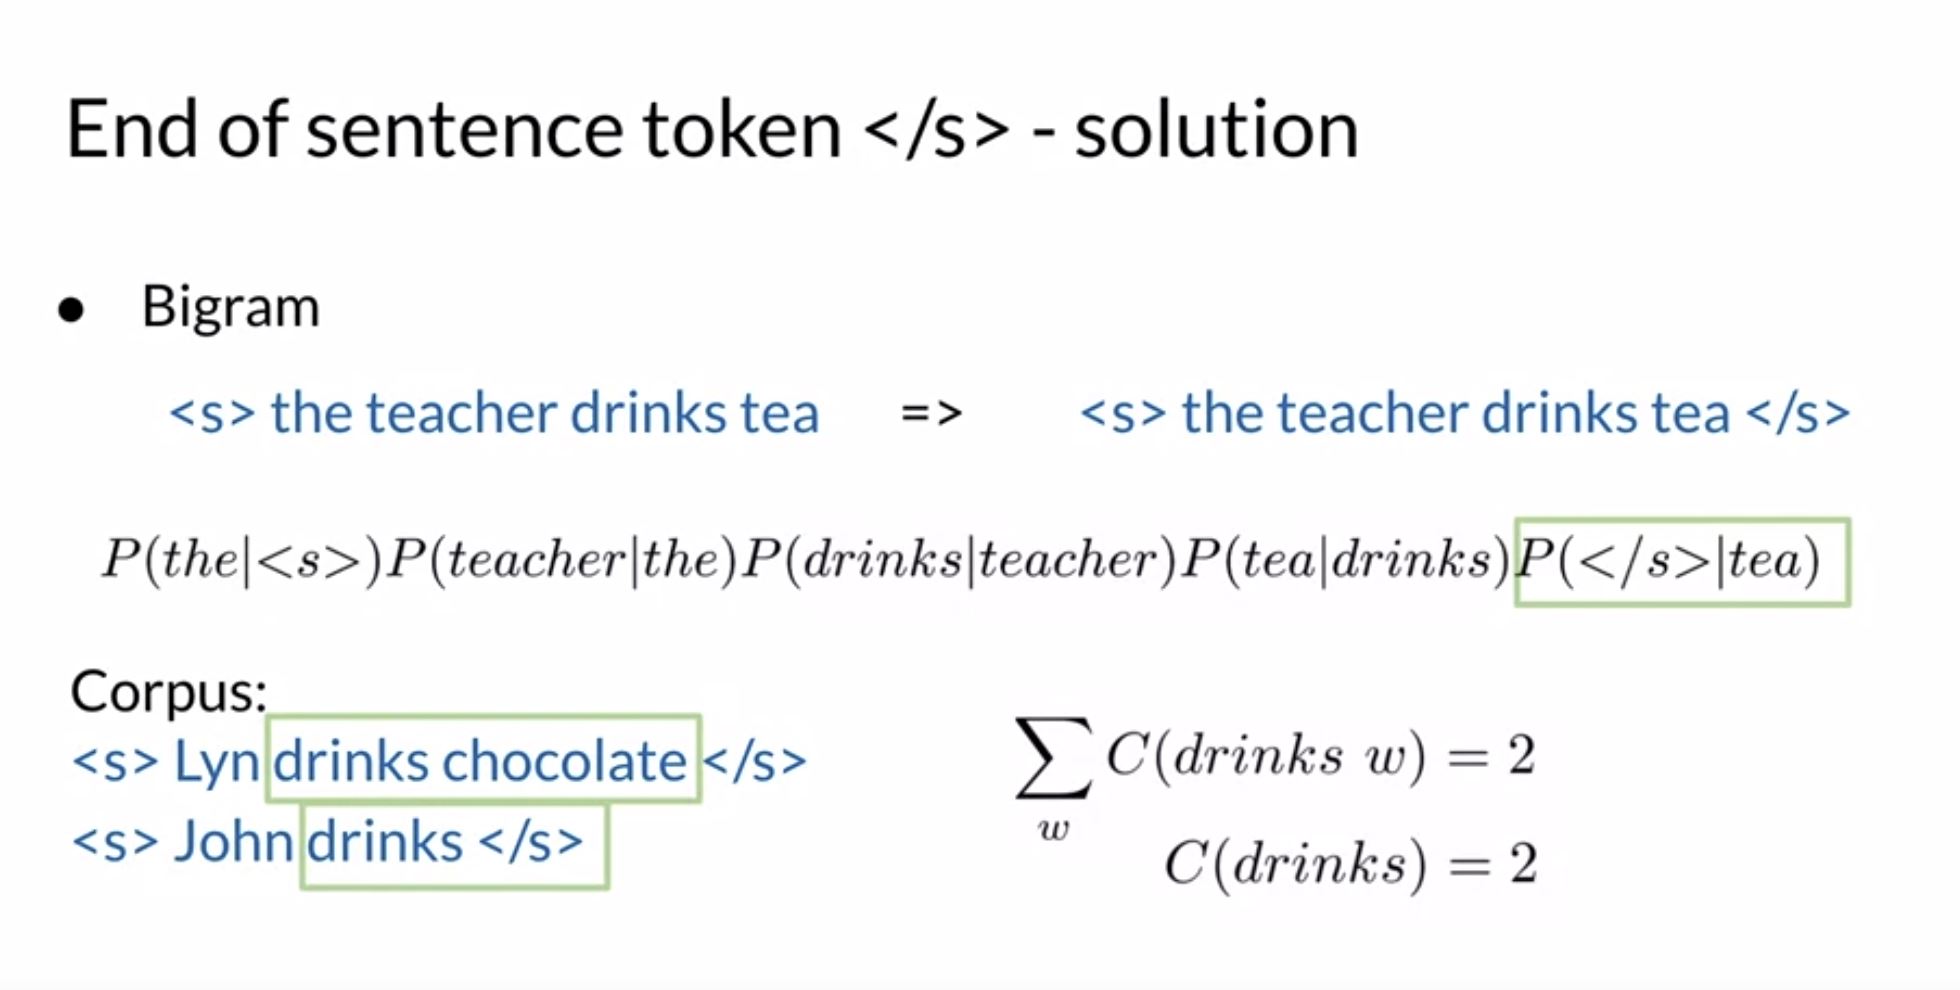 End of sentence token </s> - solution
● Bigram
<s> the teacher drinks tea => <s> the teacher drinks tea </s>
P(the|<s>)P(teacher|the)P(drinks|teacher)P(tea|drinks)P(</s>|tea)
Corpus:
<s> Lyn drinks chocolate </s>
<s> John drinks </s>
∑ C(drinks w) = 2
w
C(drinks) = 2